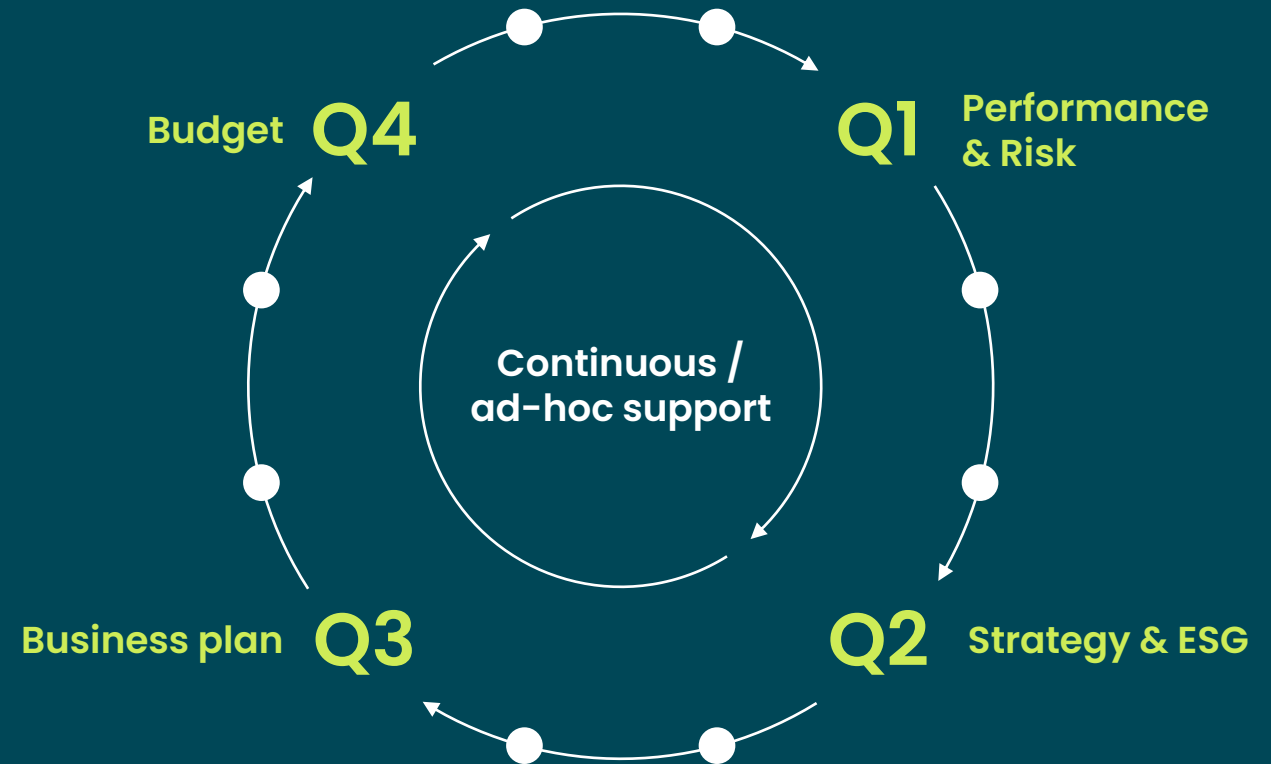 Budget Q4
Q1 Performance
& Risk
Continuous /
ad-hoc support
Business plan Q3
Q2 Strategy & ESG